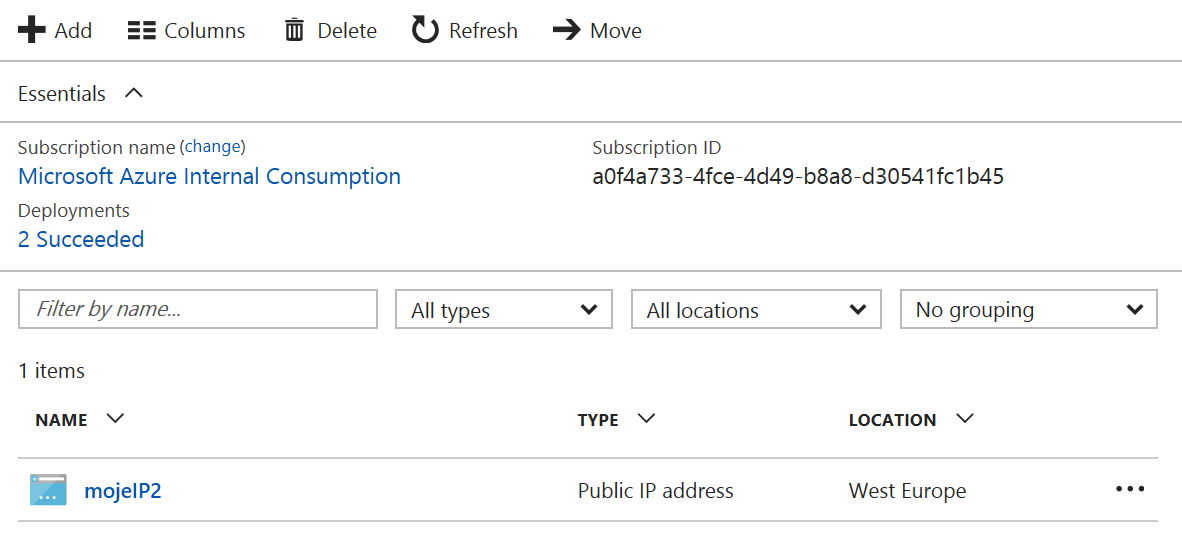 Add Columns Delete Refresh Move
Essentials
Subscription name (change) Subscription ID
Microsoft Azure Internal Consumption a0f4a733-4fce-4d49-b8a8-d30541fc1b45
Deployments
2 Succeeded
Filter by name... All types All locations No grouping
1 items
NAME TYPE LOCATION
mojeIP2 Public IP address West Europe